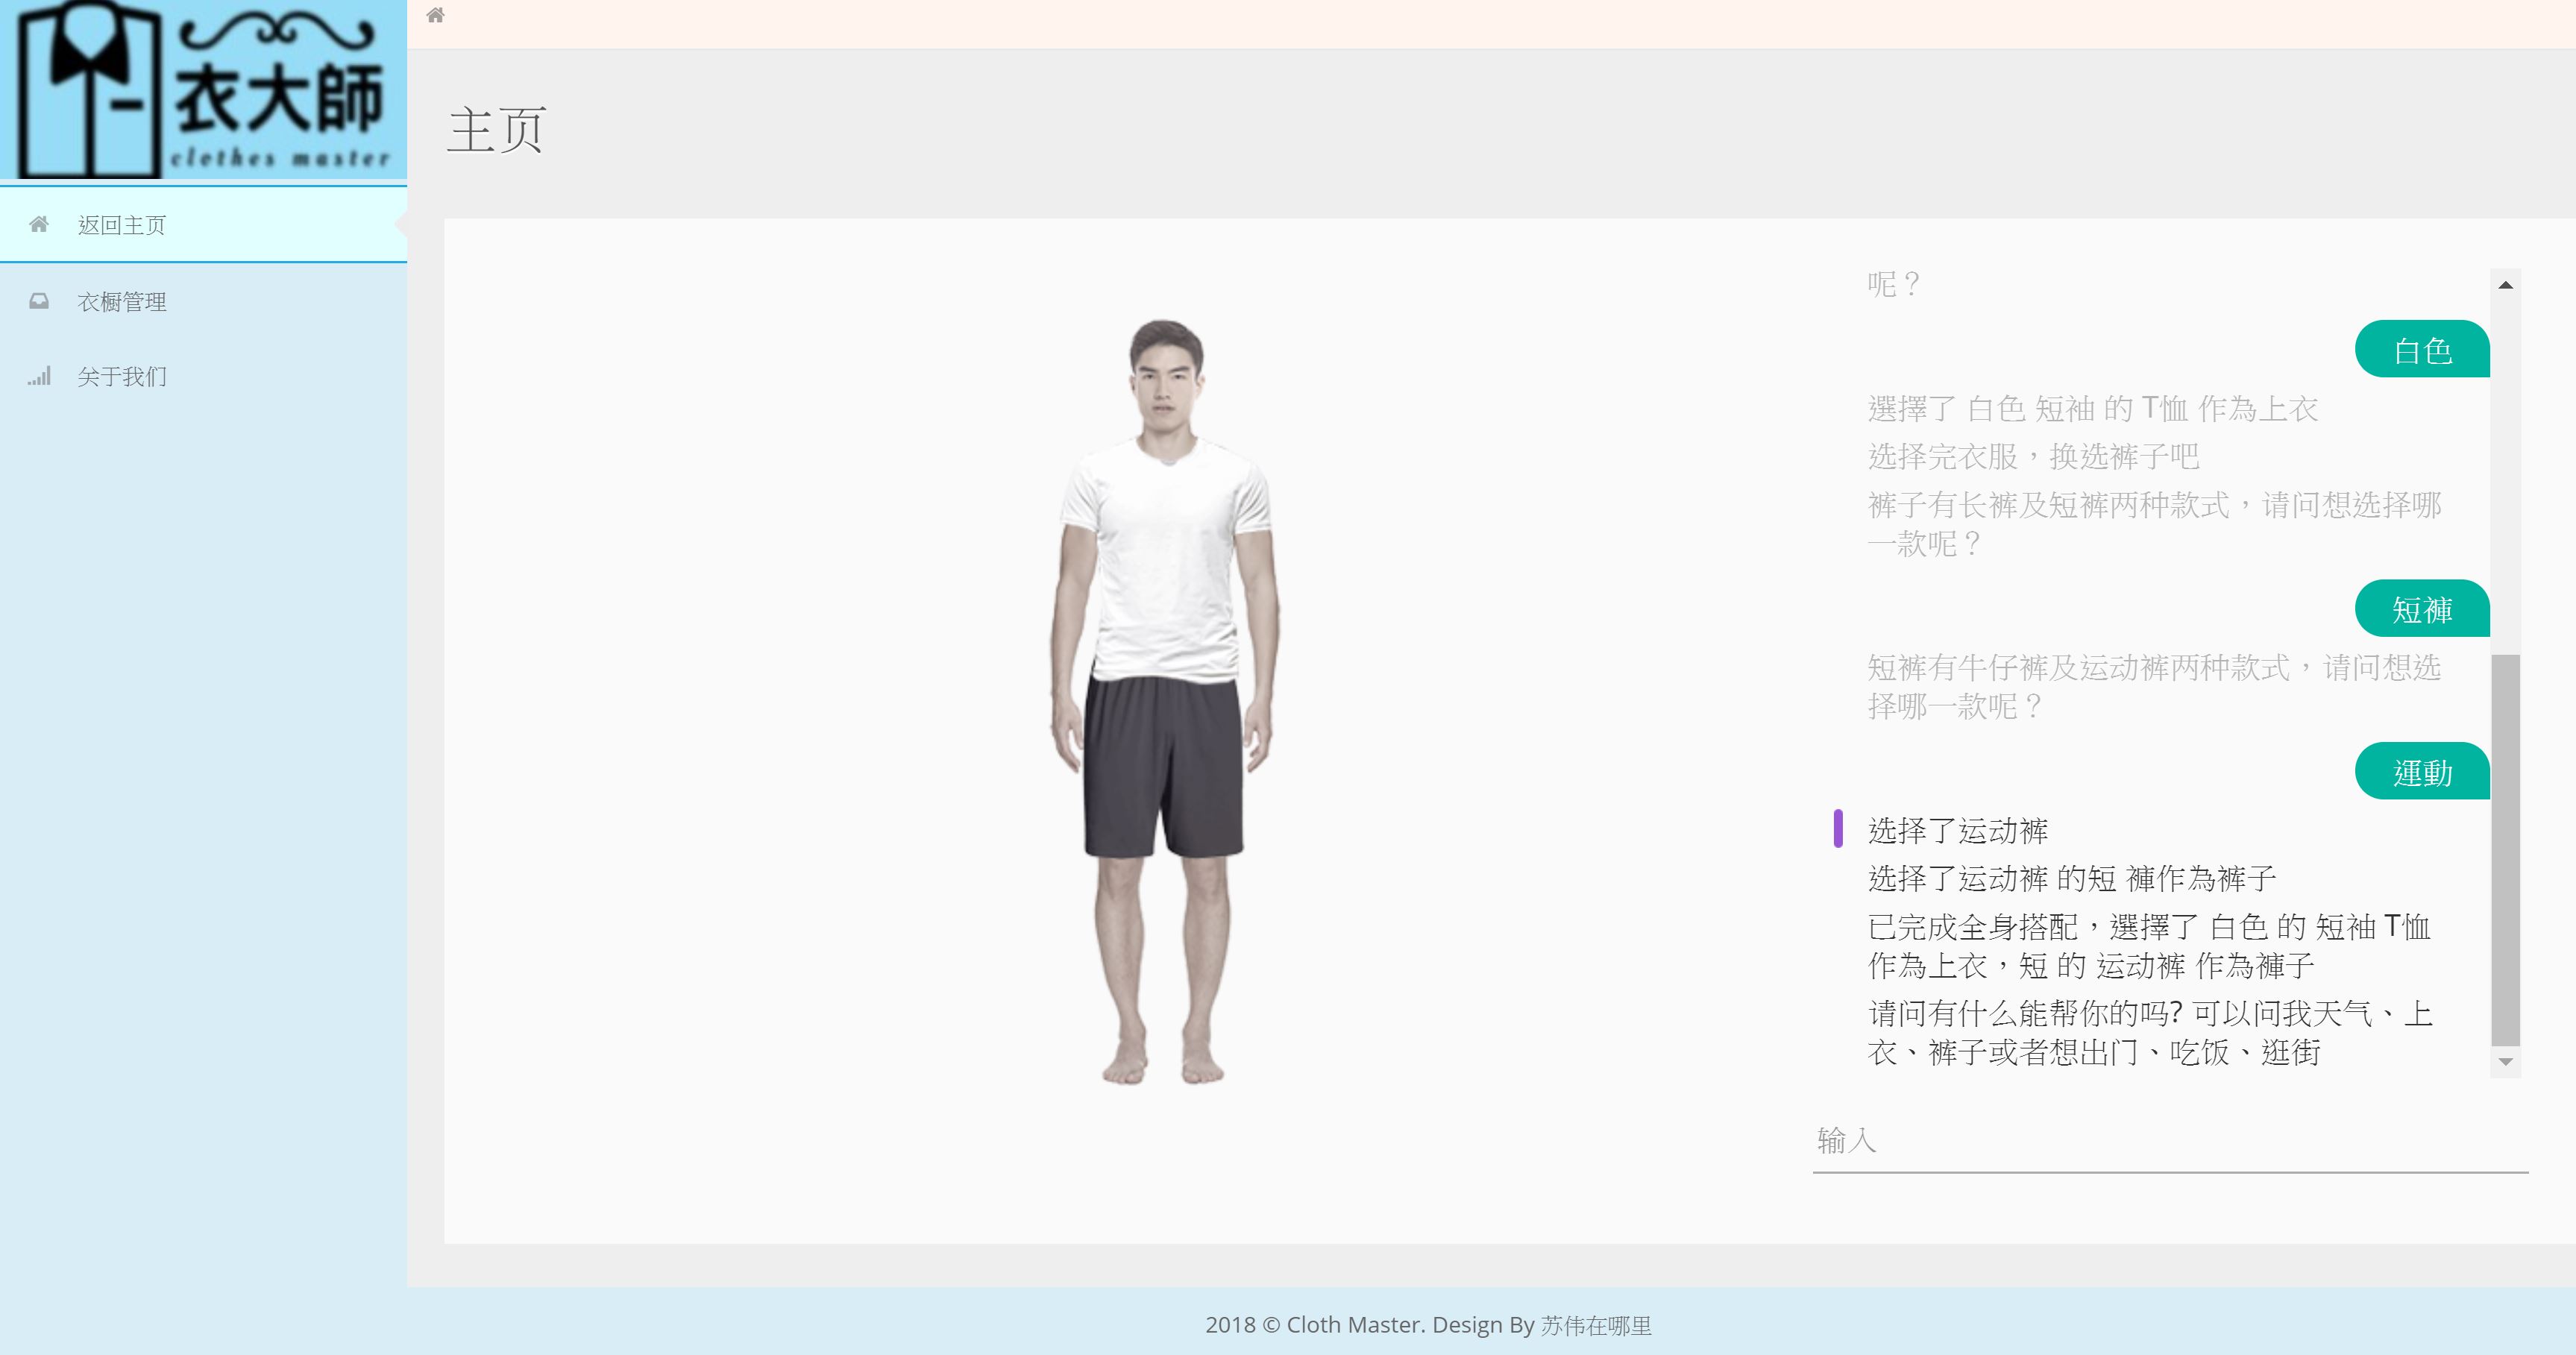 衣大師
clothes master
返回主页
衣橱管理
关于我们
主页
呢？
白色
選擇了 白色 短袖 的 T恤 作為上衣
选择完衣服，换选裤子吧
裤子有长裤及短裤两种款式，请问想选择哪
一款呢？
短褲
短裤有牛仔裤及运动裤两种款式，请问想选
择哪一款呢？
運動
选择了运动裤
选择了运动裤 的短 褲作為裤子
已完成全身搭配，選擇了 白色 的 短袖 T恤
作為上衣，短 的 运动裤 作為褲子
请问有什么能帮你的吗? 可以问我天气、上
衣、裤子或者想出门、吃饭、逛街
输入
2018 © Cloth Master. Design By 苏伟在哪里